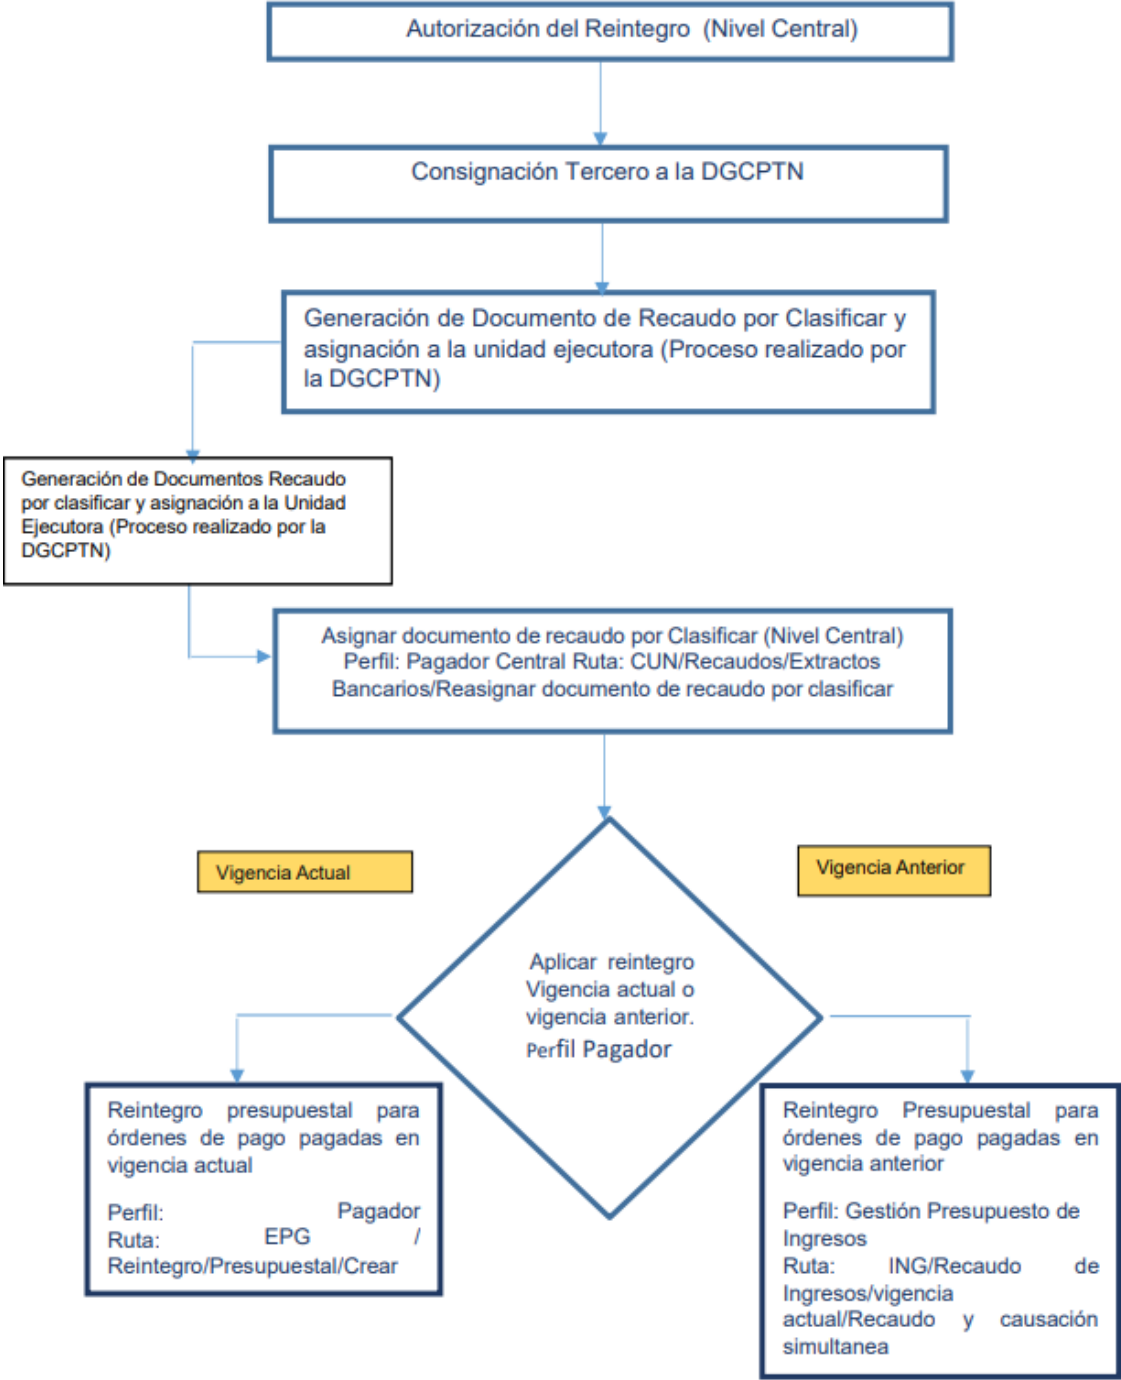 Autorización del Reintegro (Nivel Central)
Consignación Tercero a la DGCPTN
Generación de Documento de Recaudo por Clasificar y
asignación a la unidad ejecutora (Proceso realizado por
la DGCPTN)
Generación de Documentos Recaudo
por clasificar y asignación a la Unidad
Ejecutora (Proceso realizado por la
DGCPTN)
Asignar documento de recaudo por Clasificar (Nivel Central)
Perfil: Pagador Central Ruta: CUN/Recaudos/Extractos
Bancarios/Reasignar documento de recaudo por clasificar
Vigencia Actual
Vigencia Anterior
Aplicar reintegro
Vigencia actual o
vigencia anterior.
Perfil Pagador
Reintegro presupuestal para
órdenes de pago pagadas en
vigencia actual
Perfil: Pagador
Ruta: EPG /
Reintegro/Presupuestal/Crear
Reintegro Presupuestal para
órdenes de pago pagadas en
vigencia anterior
Perfil: Gestión Presupuesto de
Ingresos
Ruta: ING/Recaudo de
Ingresos/vigencia
actual/Recaudo y causación
simultanea